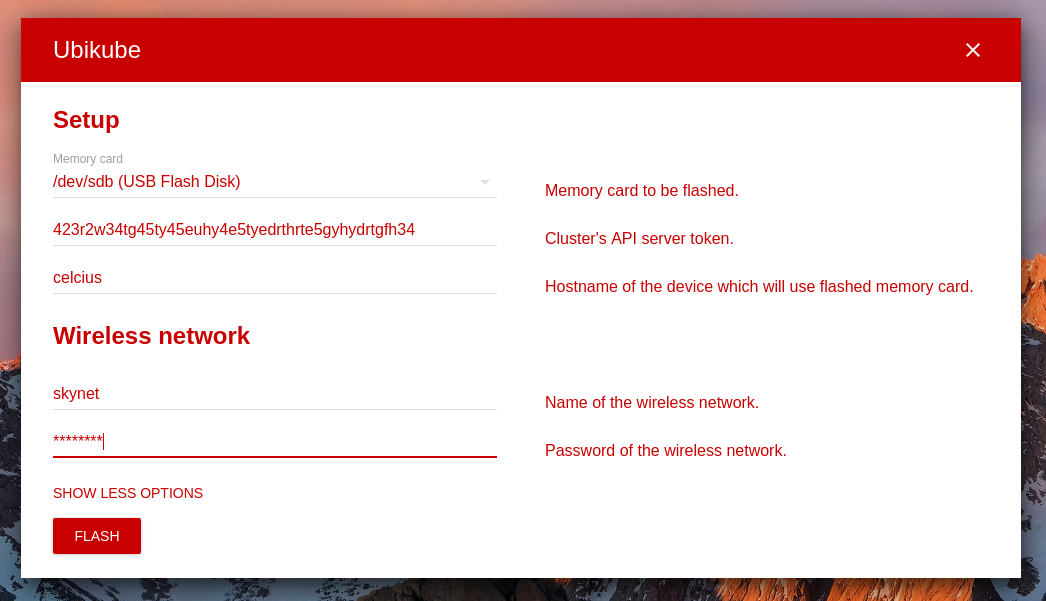 Ubikube
Setup
Memory card
/dev/sdb (USB Flash Disk)
Memory card to be flashed.
423r2w34tg45ty45euhy4e5tyedrthrte5gyhydrtgfh34
Cluster's API server token.
celcius
Hostname of the device which will use flashed memory card.
Wireless network
skynet
Name of the wireless network.
********
Password of the wireless network.
SHOW LESS OPTIONS
FLASH